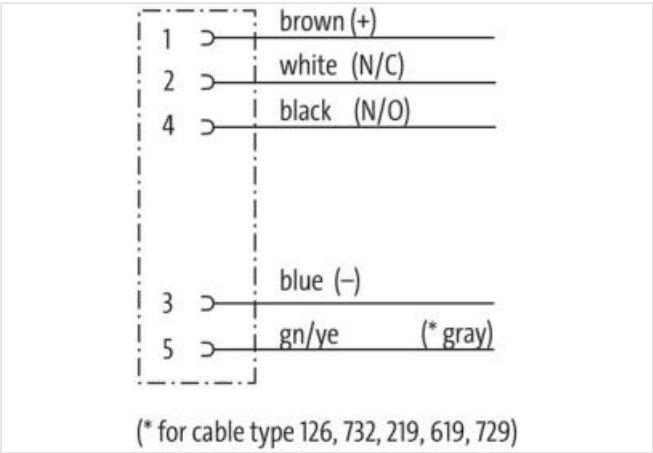 1 brown (+)
2 white (N/C)
4 black (N/O)
3 blue (–)
5 gn/ye (* gray)
(* for cable type 126, 732, 219, 619, 729)